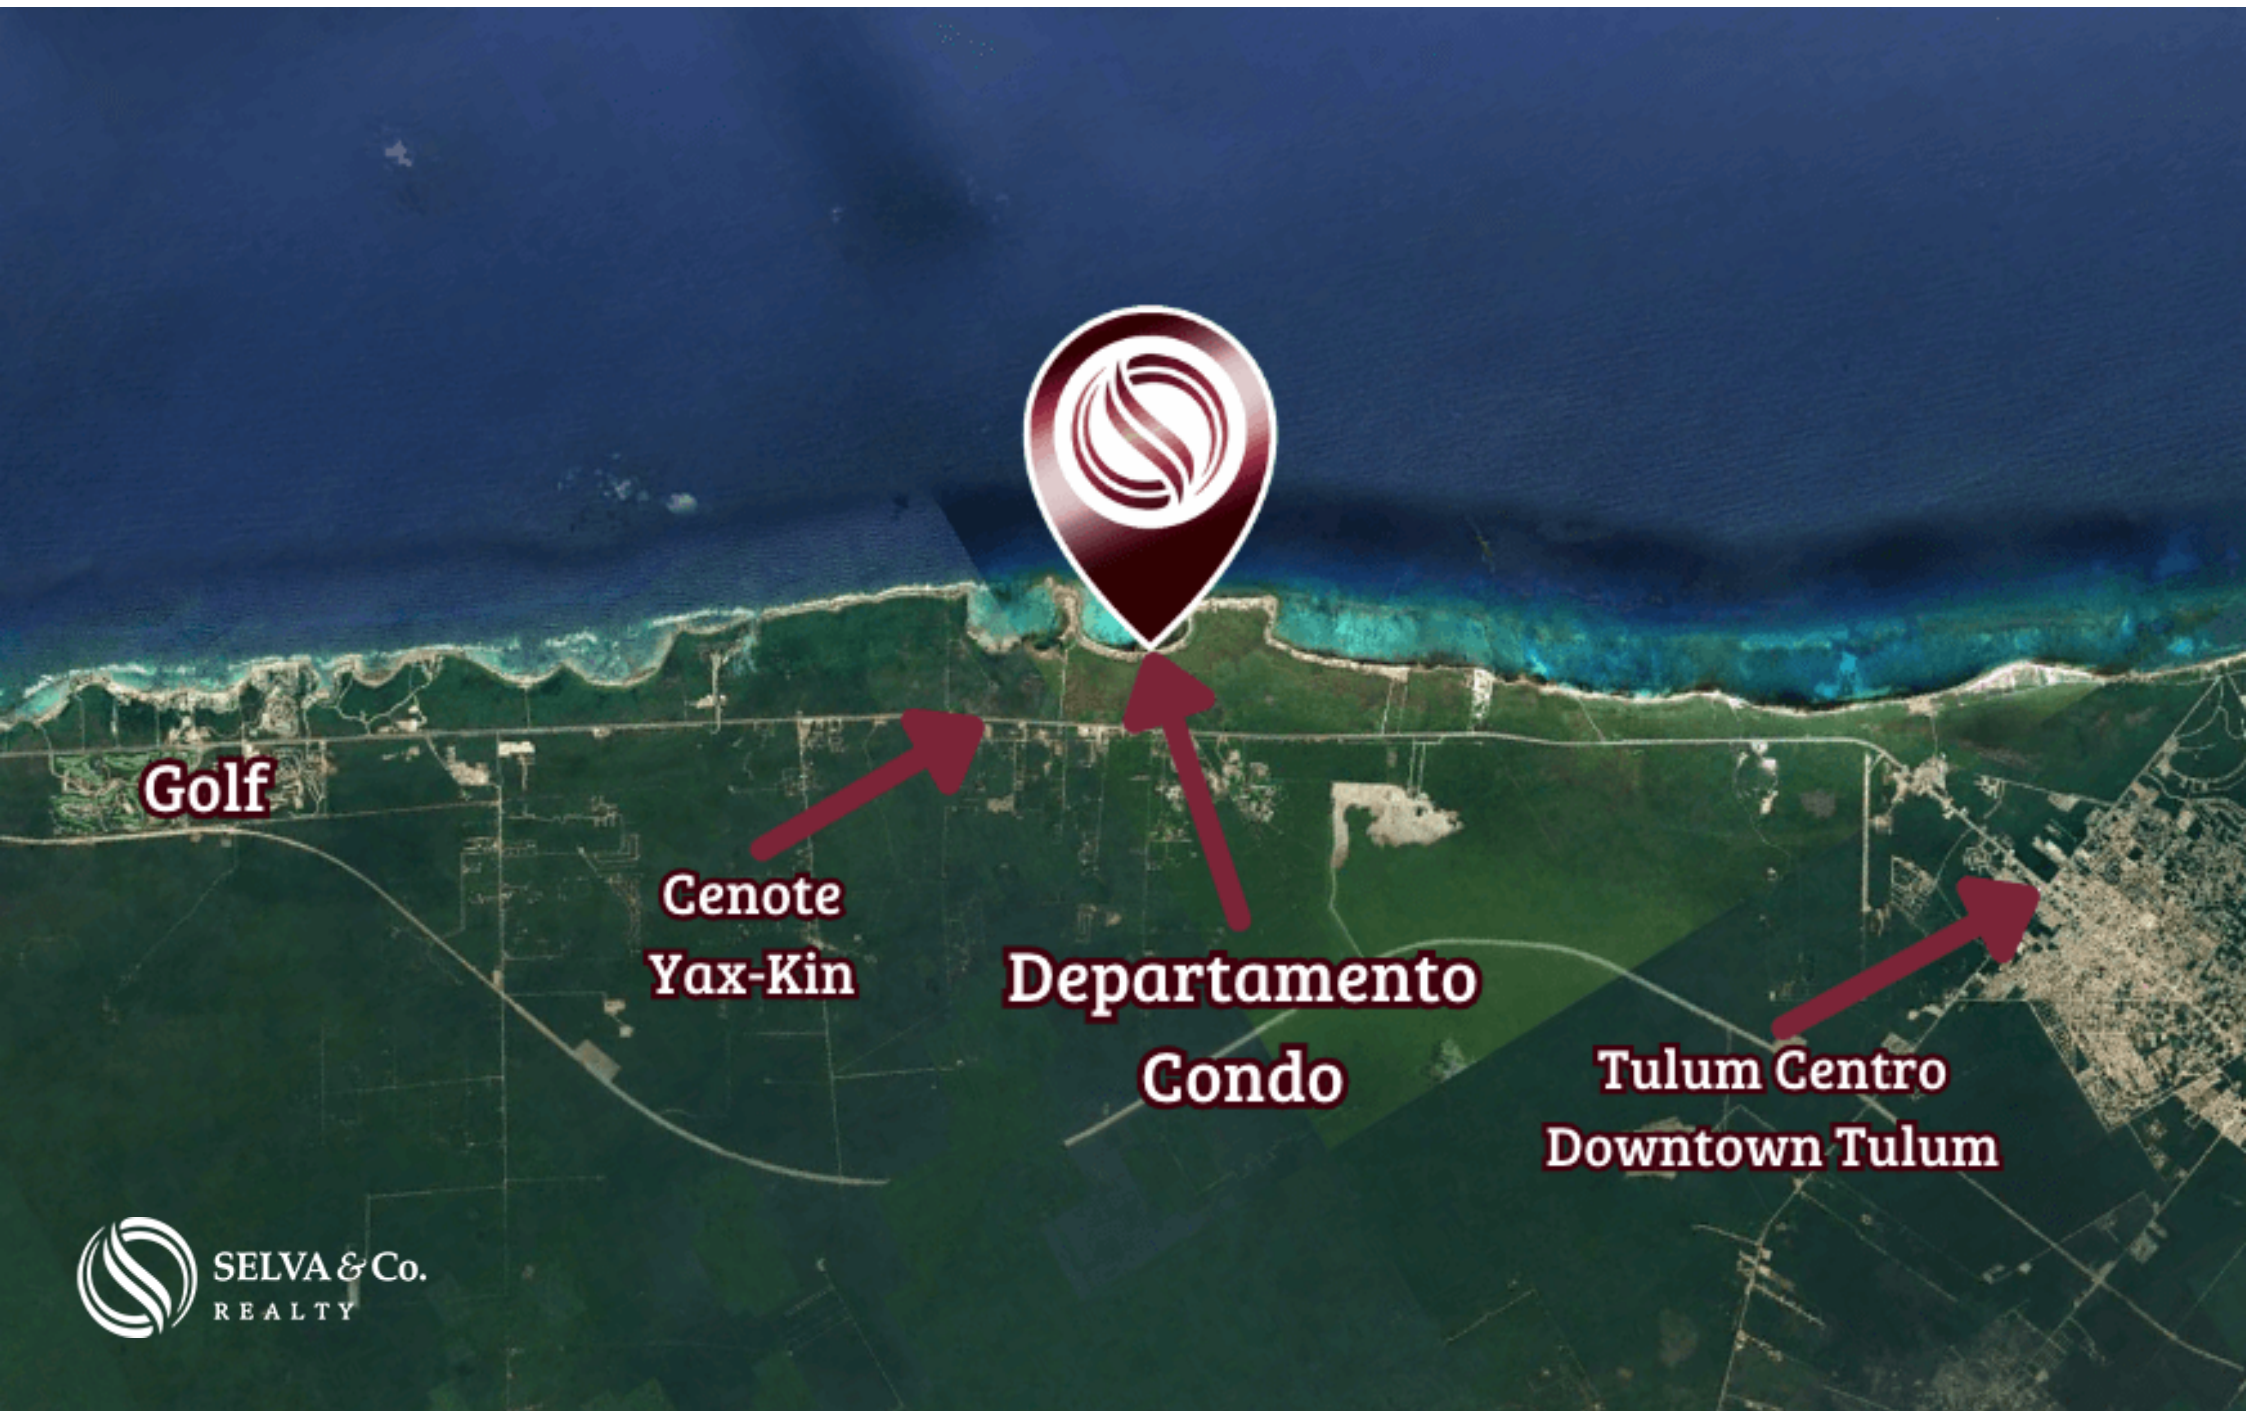 Golf
Cenote
Yax-Kin
Departamento
Condo
Tulum Centro
Downtown Tulum
SELVA & Co.
REALTY